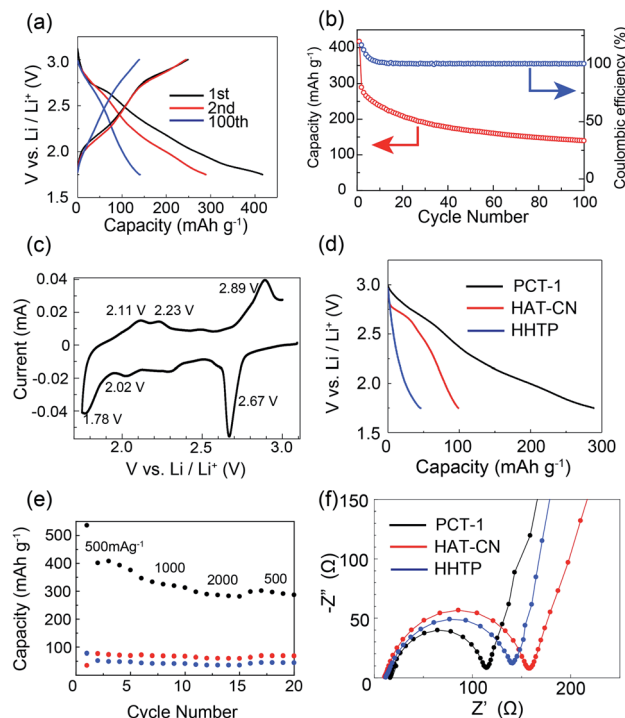 (a)
V vs. Li / Li⁺ (V)
3.5
3.0
2.5
2.0
1.5
1st
2nd
100th
0 100 200 300 400
Capacity (mAh g⁻¹)
(b)
Capacity (mAh g⁻¹)
400
350
300
250
200
150
100
50
0
100
50
0
Coulombic efficiency (%)
0 20 40 60 80 100
Cycle Number
(c)
Current (mA)
0.04
0.02
0
-0.02
-0.04
2.11 V
2.23 V
2.89 V
2.02 V
1.78 V
2.67 V
2.0 2.5 3.0
V vs. Li / Li⁺ (V)
(d)
V vs. Li / Li⁺ (V)
3.5
3.0
2.5
2.0
1.5
PCT-1
HAT-CN
HHTP
0 100 200 300
Capacity (mAh g⁻¹)
(e)
Capacity (mAh g⁻¹)
500
400
300
200
100
0
500mAg⁻¹
1000
2000
500
0 5 10 15 20
Cycle Number
(f)
-Z" (Ω)
150
100
50
0
PCT-1
HAT-CN
HHTP
0 100 200
Z' (Ω)